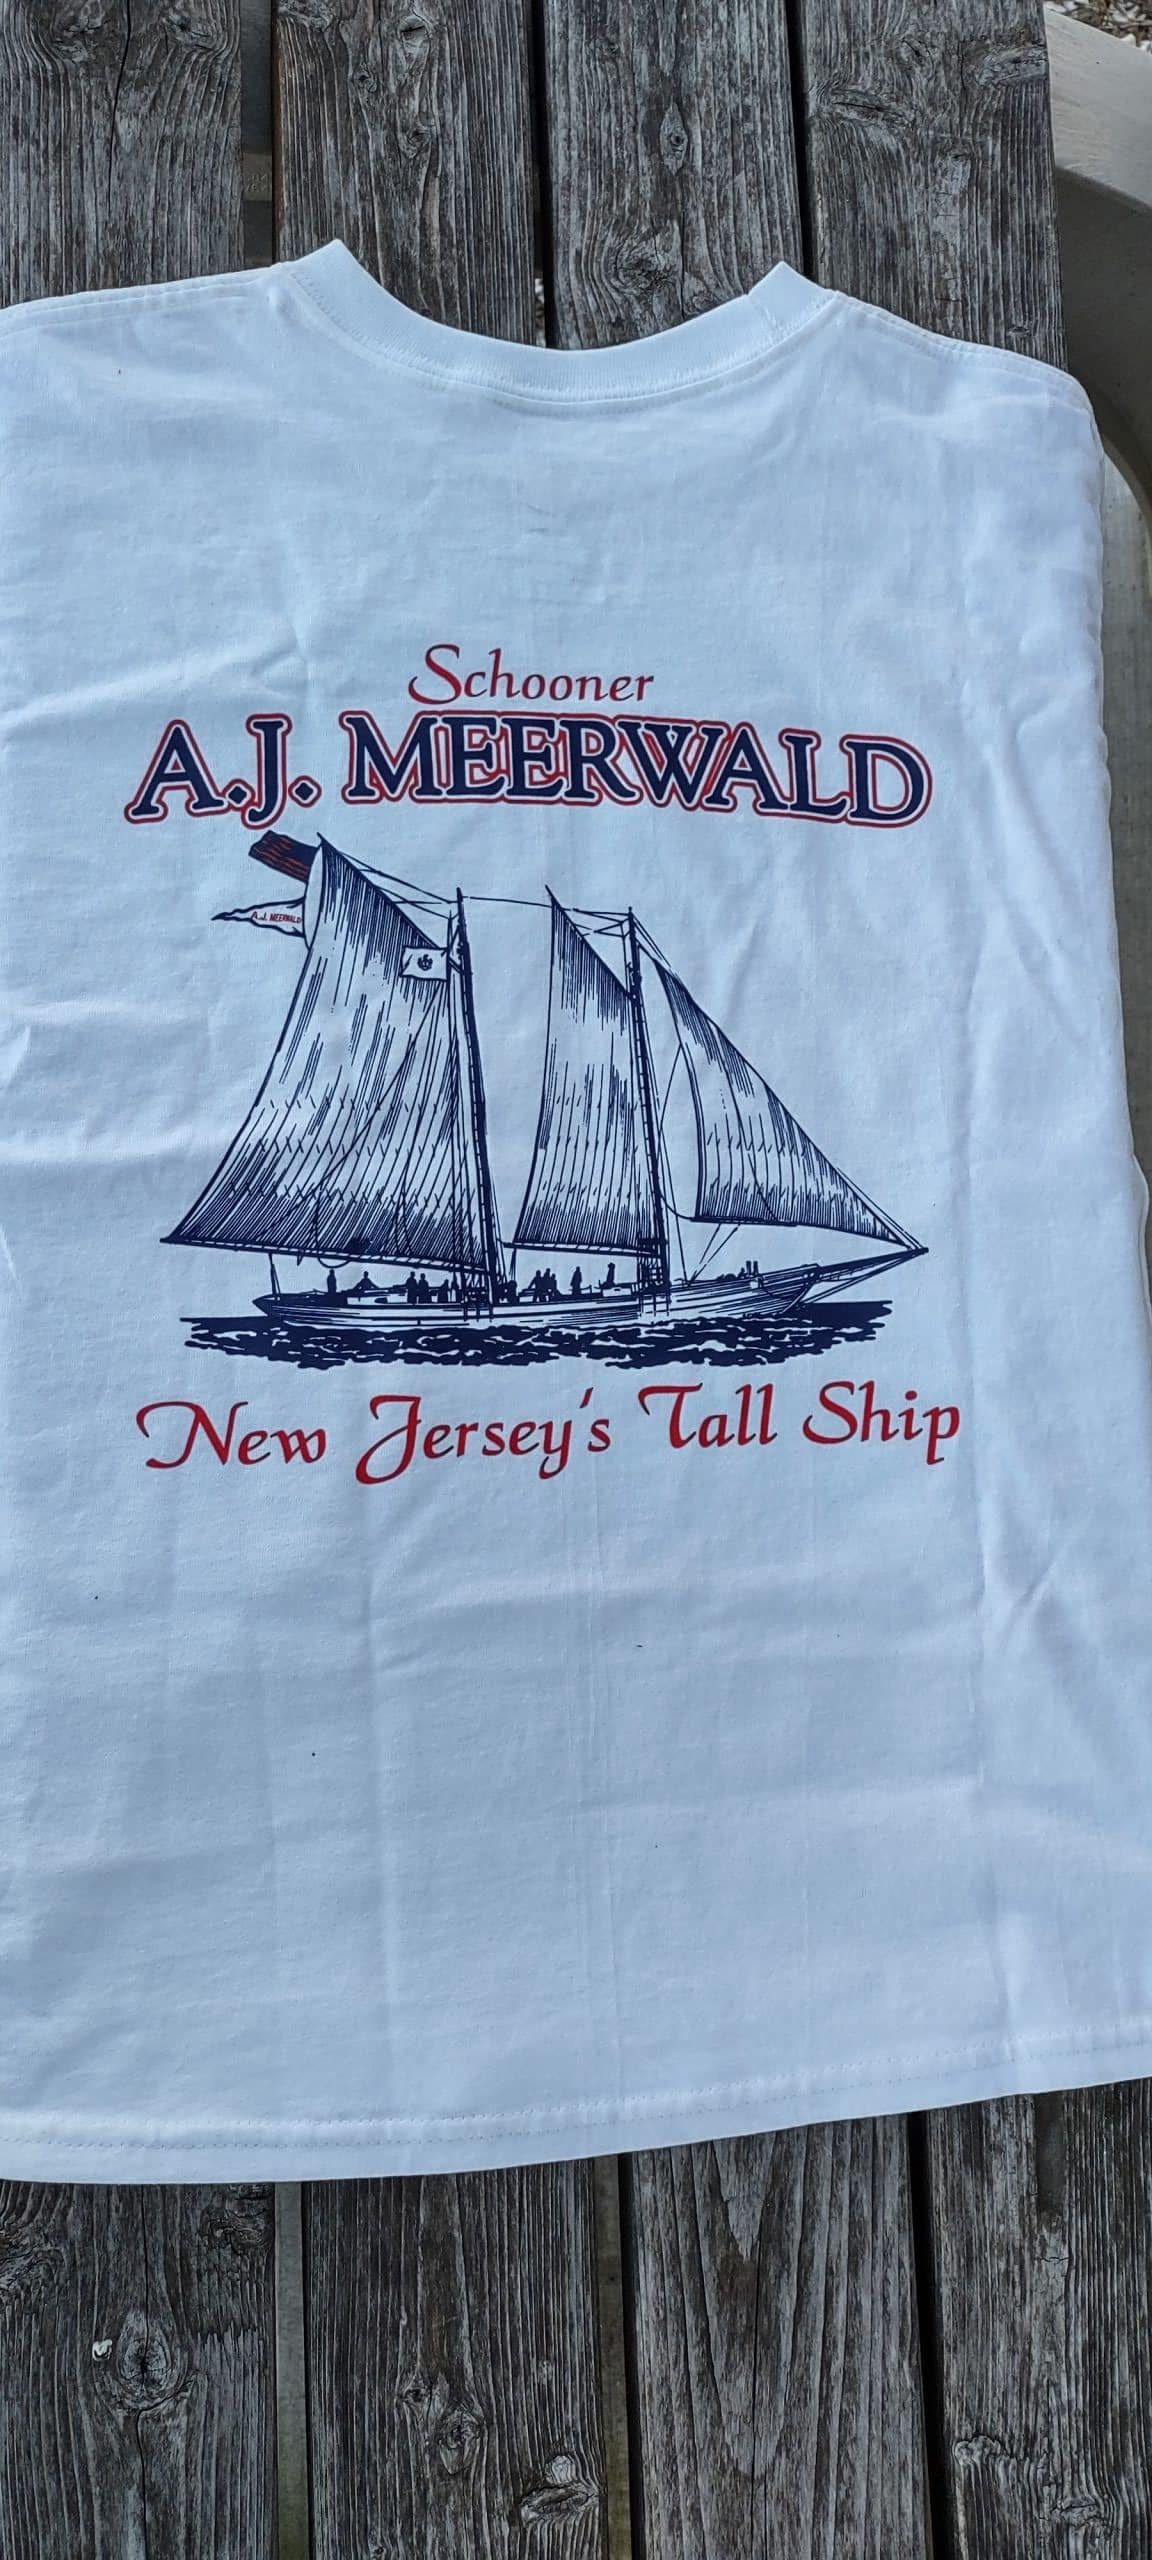 Schooner
A.J. MEERWALD
A.J. MEERWALD
New Jersey's Tall Ship